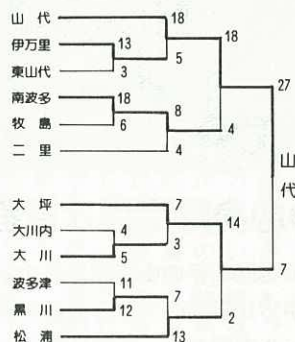 山代 18
18
伊万里 13
5
東山代 3
27
南波多 18
8
牧島 6
4
二里 4
山代
大坪 7
14
大川内 4
3
大川 5
7
波多津 11
7
黒川 12
2
松浦 13